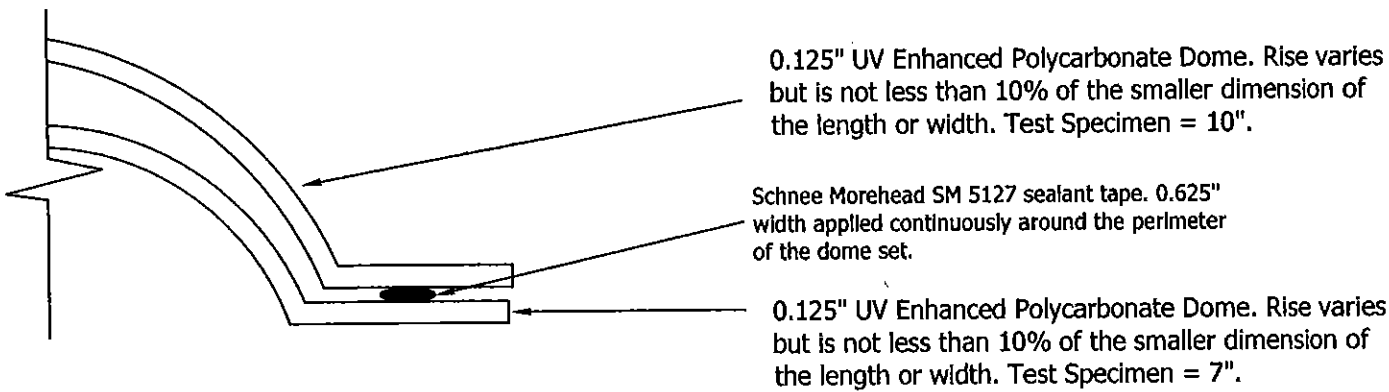 0.125" UV Enhanced Polycarbonate Dome. Rise varies
but is not less than 10% of the smaller dimension of
the length or width. Test Specimen = 10".
Schnee Morehead SM 5127 sealant tape. 0.625"
width applied continuously around the perimeter
of the dome set.
0.125" UV Enhanced Polycarbonate Dome. Rise varies
but is not less than 10% of the smaller dimension of
the length or width. Test Specimen = 7".